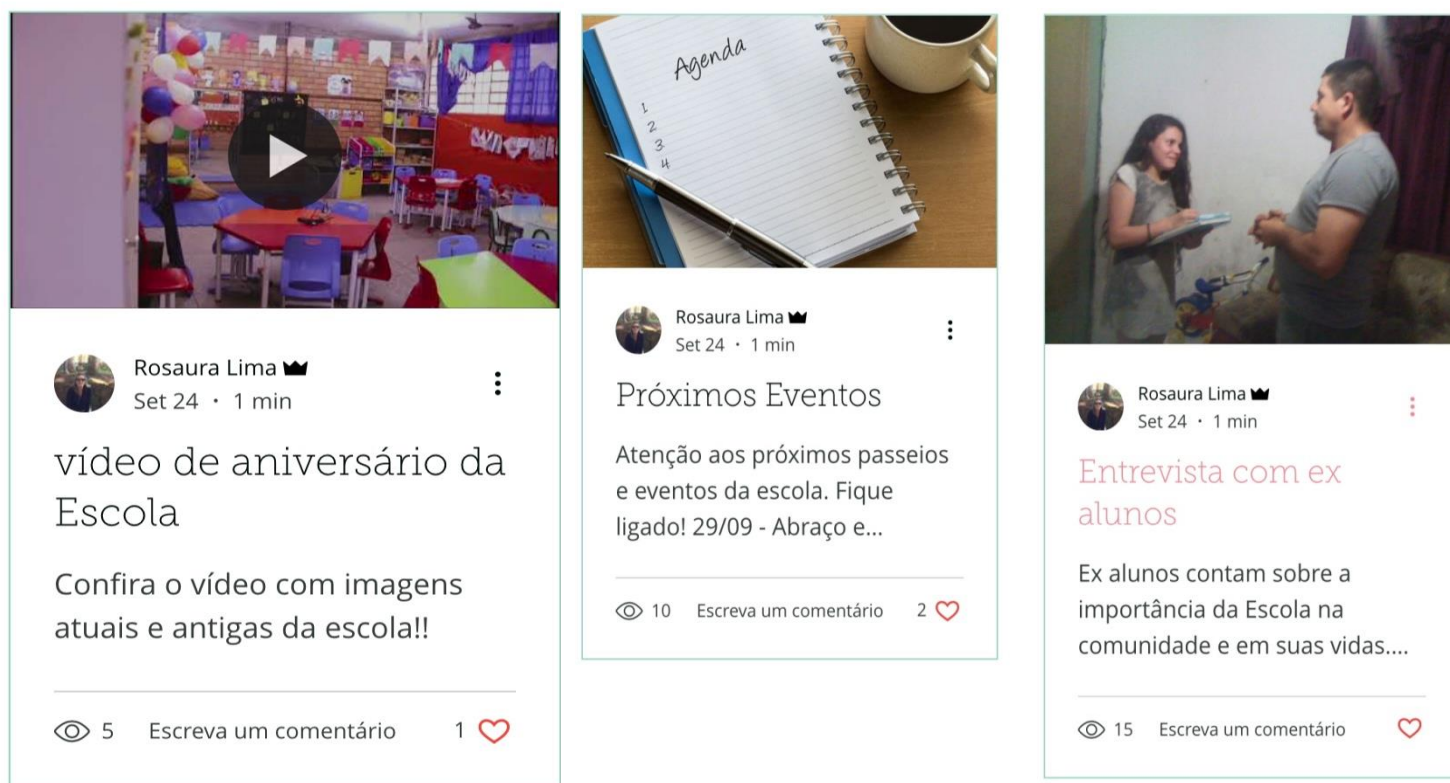 Rosaura Lima
Set 24 · 1 min
vídeo de aniversário da
Escola
Confira o vídeo com imagens
atuais e antigas da escola!!
5 Escreva um comentário 1
Agenda
1
2
3
4
Rosaura Lima
Set 24 · 1 min
Próximos Eventos
Atenção aos próximos passeios
e eventos da escola. Fique
ligado! 29/09 - Abraço e...
10 Escreva um comentário 2
Rosaura Lima
Set 24 · 1 min
Entrevista com ex
alunos
Ex alunos contam sobre a
importância da Escola na
comunidade e em suas vidas....
15 Escreva um comentário